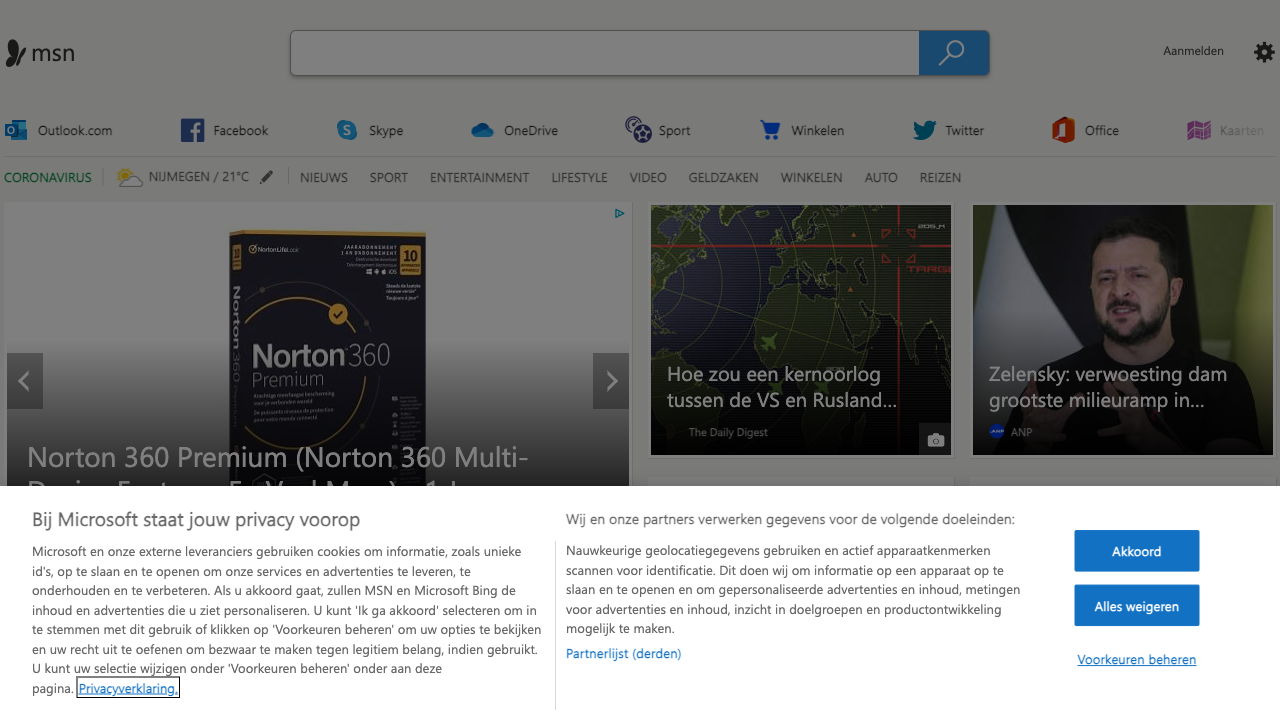 msn
Aanmelden
Outlook.com
Facebook
Skype
OneDrive
Sport
Winkelen
Twitter
Office
Kaarten
CORONAVIRUS
NIJMEGEN / 21°C
NIEUWS
SPORT
ENTERTAINMENT
LIFESTYLE
VIDEO
GELDZAKEN
WINKELEN
AUTO
REIZEN
NortonLifeLock
JAARABONNEMENT
1 AN ABONNEMENT
10
Norton 360
Premium
Norton 360 Premium
Norton 360 Premium (Norton 360 Multi-
TARGE
Hoe zou een kernoorlog
tussen de VS en Rusland...
The Daily Digest
Zelensky: verwoesting dam
grootste milieuramp in...
ANP
Bij Microsoft staat jouw privacy voorop
Microsoft en onze externe leveranciers gebruiken cookies om informatie, zoals unieke
id's, op te slaan en te openen om onze services en advertenties te leveren, te
onderhouden en te verbeteren. Als u akkoord gaat, zullen MSN en Microsoft Bing de
inhoud en advertenties die u ziet personaliseren. U kunt 'Ik ga akkoord' selecteren om in
te stemmen met dit gebruik of klikken op 'Voorkeuren beheren' om uw opties te bekijken
en uw recht uit te oefenen om bezwaar te maken tegen legitiem belang, indien gebruikt.
U kunt uw selectie wijzigen onder 'Voorkeuren beheren' onder aan deze
pagina. Privacyverklaring.
Wij en onze partners verwerken gegevens voor de volgende doeleinden:
Nauwkeurige geolocatiegegevens gebruiken en actief apparaatkenmerken
scannen voor identificatie. Dit doen wij om informatie op een apparaat op te
slaan en te openen en om gepersonaliseerde advertenties en inhoud, metingen
voor advertenties en inhoud, inzicht in doelgroepen en productontwikkeling
mogelijk te maken.
Partnerlijst (derden)
Akkoord
Alles weigeren
Voorkeuren beheren